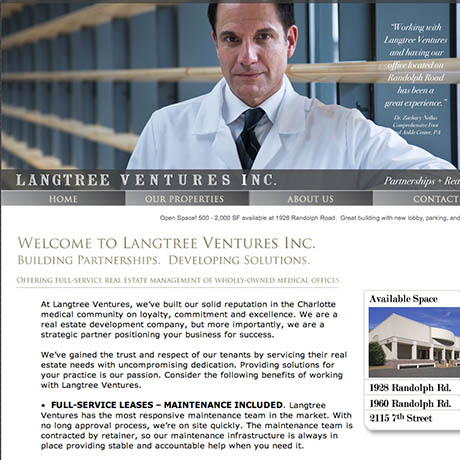 "Working with
Langtree Ventures
and having our
office located on
Randolph Road
has been a
great experience."
Dr. Zachary Nellas
Comprehensive Foot
Ankle Center, PA
LANGTREE VENTURES INC.
Partnerships + Rea
HOME OUR PROPERTIES ABOUT US CONTACT
Open Space! 500 - 2,000 SF available at 1928 Randolph Road. Great building with new lobby, parking, and
WELCOME TO LANGTREE VENTURES INC.
BUILDING PARTNERSHIPS. DEVELOPING SOLUTIONS.
OFFERING FULL-SERVICE REAL ESTATE MANAGEMENT OF WHOLLY-OWNED MEDICAL OFFICES.
At Langtree Ventures, we've built our solid reputation in the Charlotte
medical community on loyalty, commitment and excellence. We are a
real estate development company, but more importantly, we are a
strategic partner positioning your business for success.
We've gained the trust and respect of our tenants by servicing their real
estate needs with uncompromising dedication. Providing solutions for
your practice is our passion. Consider the following benefits of working
with Langtree Ventures.
• FULL-SERVICE LEASES – MAINTENANCE INCLUDED. Langtree
Ventures has the most responsive maintenance team in the market. With
no long approval process, we're on site quickly. The maintenance team is
contracted by retainer, so our maintenance infrastructure is always in
place providing stable and accountable help when you need it.
Available Space
1928 Randolph Rd.
1960 Randolph Rd.
2115 7th Street